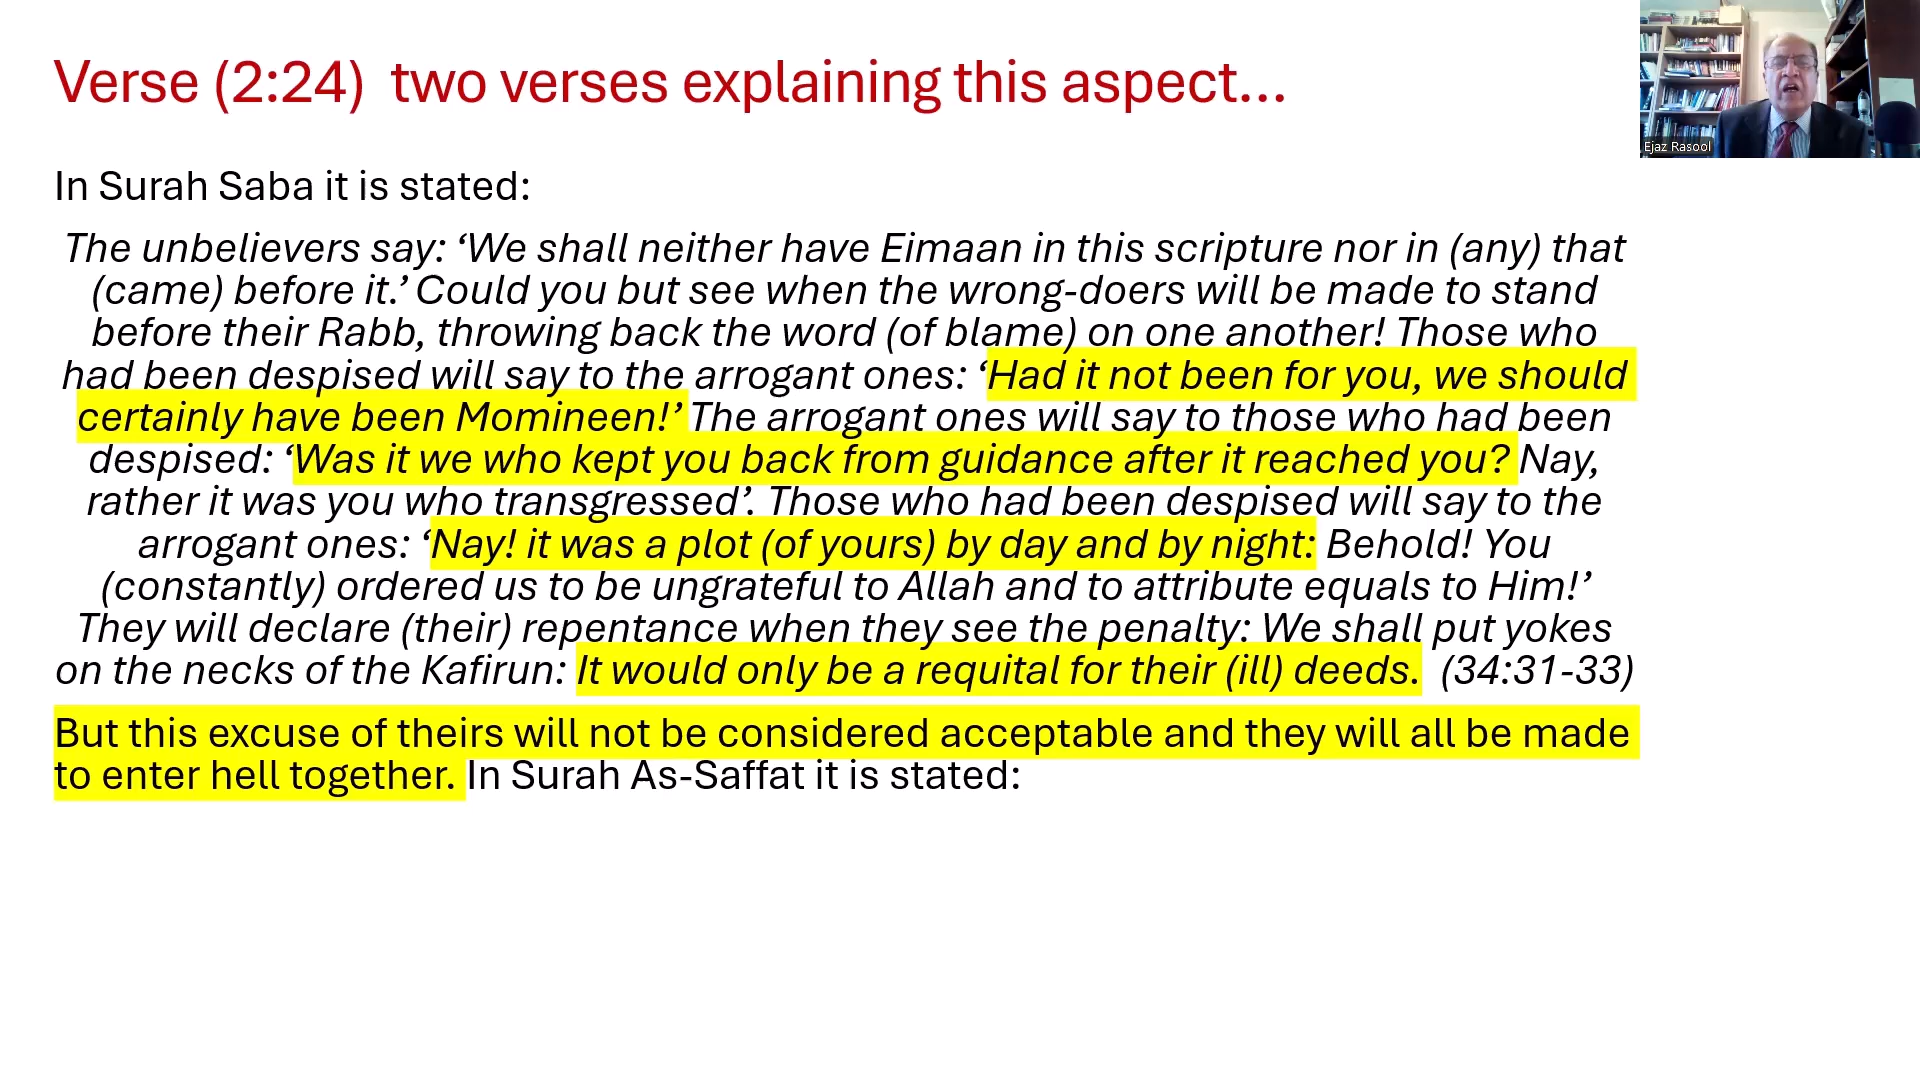 Verse (2:24)  two verses explaining this aspect...
Ejaz Rasool
In Surah Saba it is stated:
The unbelievers say: ‘We shall neither have Eimaan in this scripture nor in (any) that
(came) before it.’ Could you but see when the wrong-doers will be made to stand
before their Rabb, throwing back the word (of blame) on one another! Those who
had been despised will say to the arrogant ones: ‘Had it not been for you, we should
certainly have been Momineen!’ The arrogant ones will say to those who had been
despised: ‘Was it we who kept you back from guidance after it reached you? Nay,
rather it was you who transgressed’. Those who had been despised will say to the
arrogant ones: ‘Nay! it was a plot (of yours) by day and by night: Behold! You
(constantly) ordered us to be ungrateful to Allah and to attribute equals to Him!’
They will declare (their) repentance when they see the penalty: We shall put yokes
on the necks of the Kafirun: It would only be a requital for their (ill) deeds.  (34:31-33)
But this excuse of theirs will not be considered acceptable and they will all be made
to enter hell together. In Surah As-Saffat it is stated: